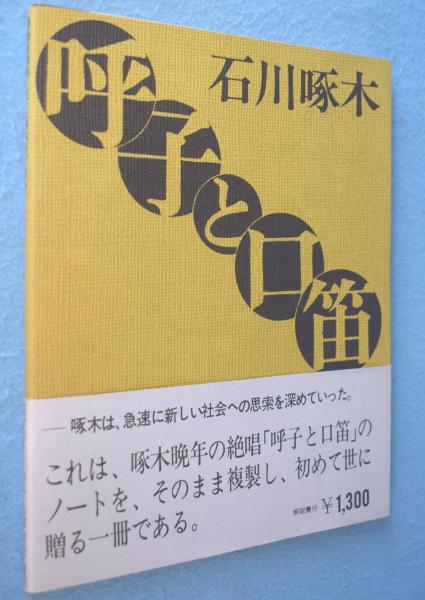 石川啄木
呼子と口笛
── 啄木は、急速に新しい社会への思索を深めていった。
これは、啄木晩年の絶唱「呼子と口笛」の
ノートを、そのまま複製し、初めて世に
贈る一冊である。
解説書付 ¥1,300